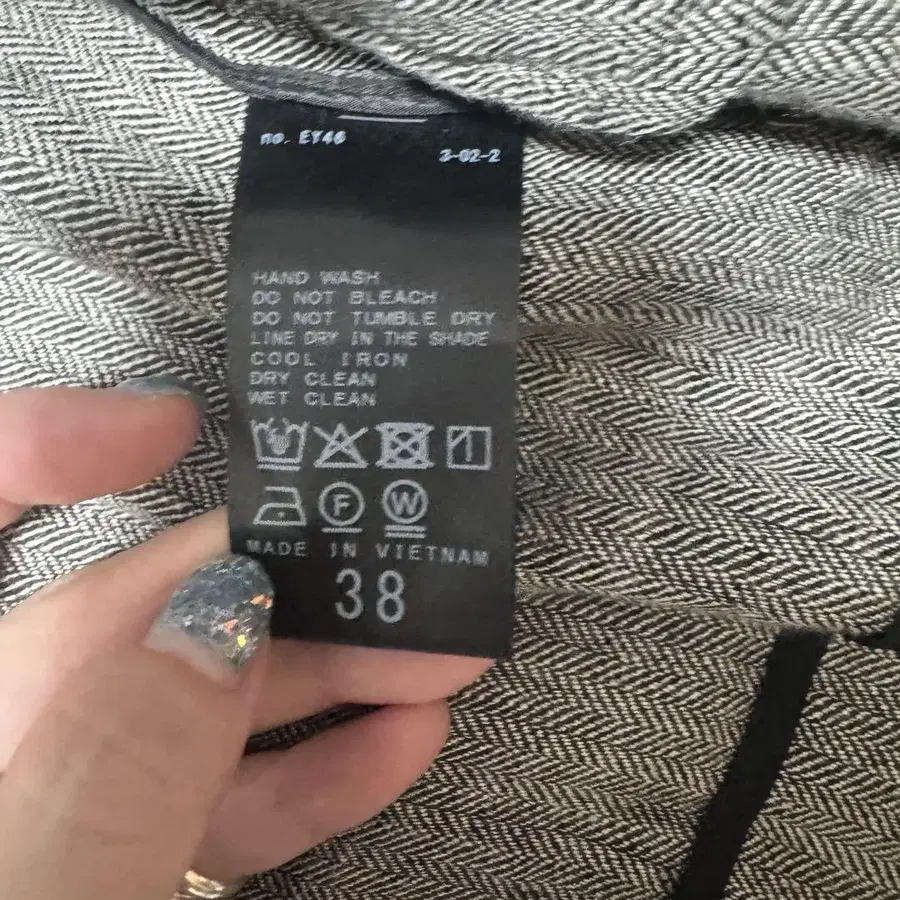 no. EY46
3-02-2
HAND WASH
DO NOT BLEACH
DO NOT TUMBLE DRY
LINE DRY IN THE SHADE
COOL IRON
DRY CLEAN
WET CLEAN
F W
MADE IN VIETNAM
38